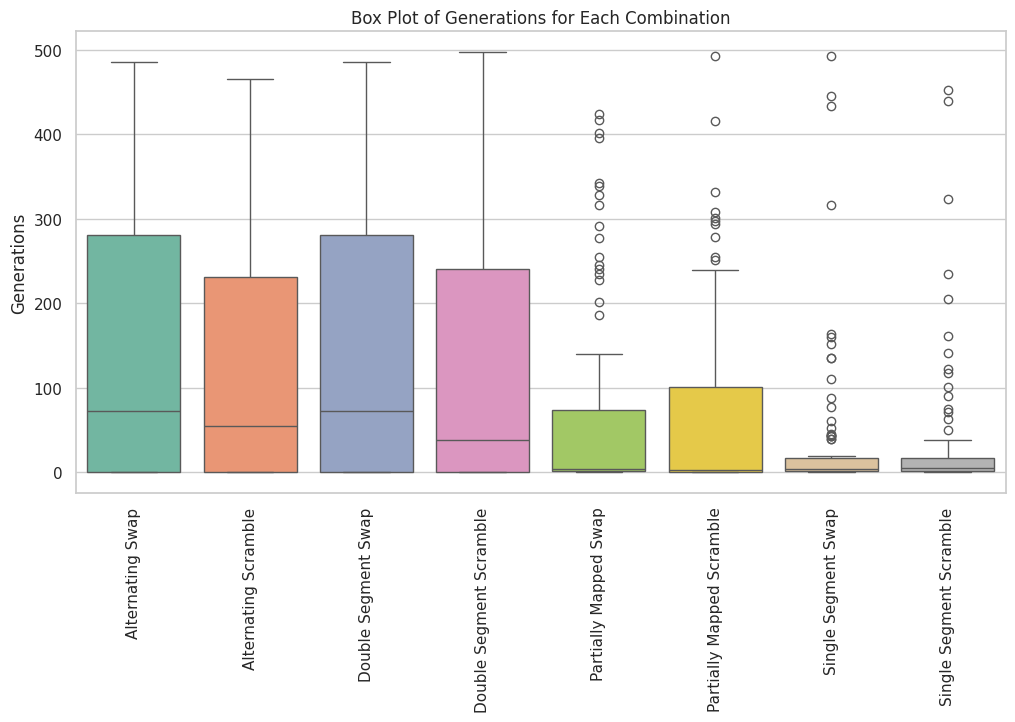 Box Plot of Generations for Each Combination
Generations
500
400
300
200
100
0
Alternating Swap
Alternating Scramble
Double Segment Swap
Double Segment Scramble
Partially Mapped Swap
Partially Mapped Scramble
Single Segment Swap
Single Segment Scramble